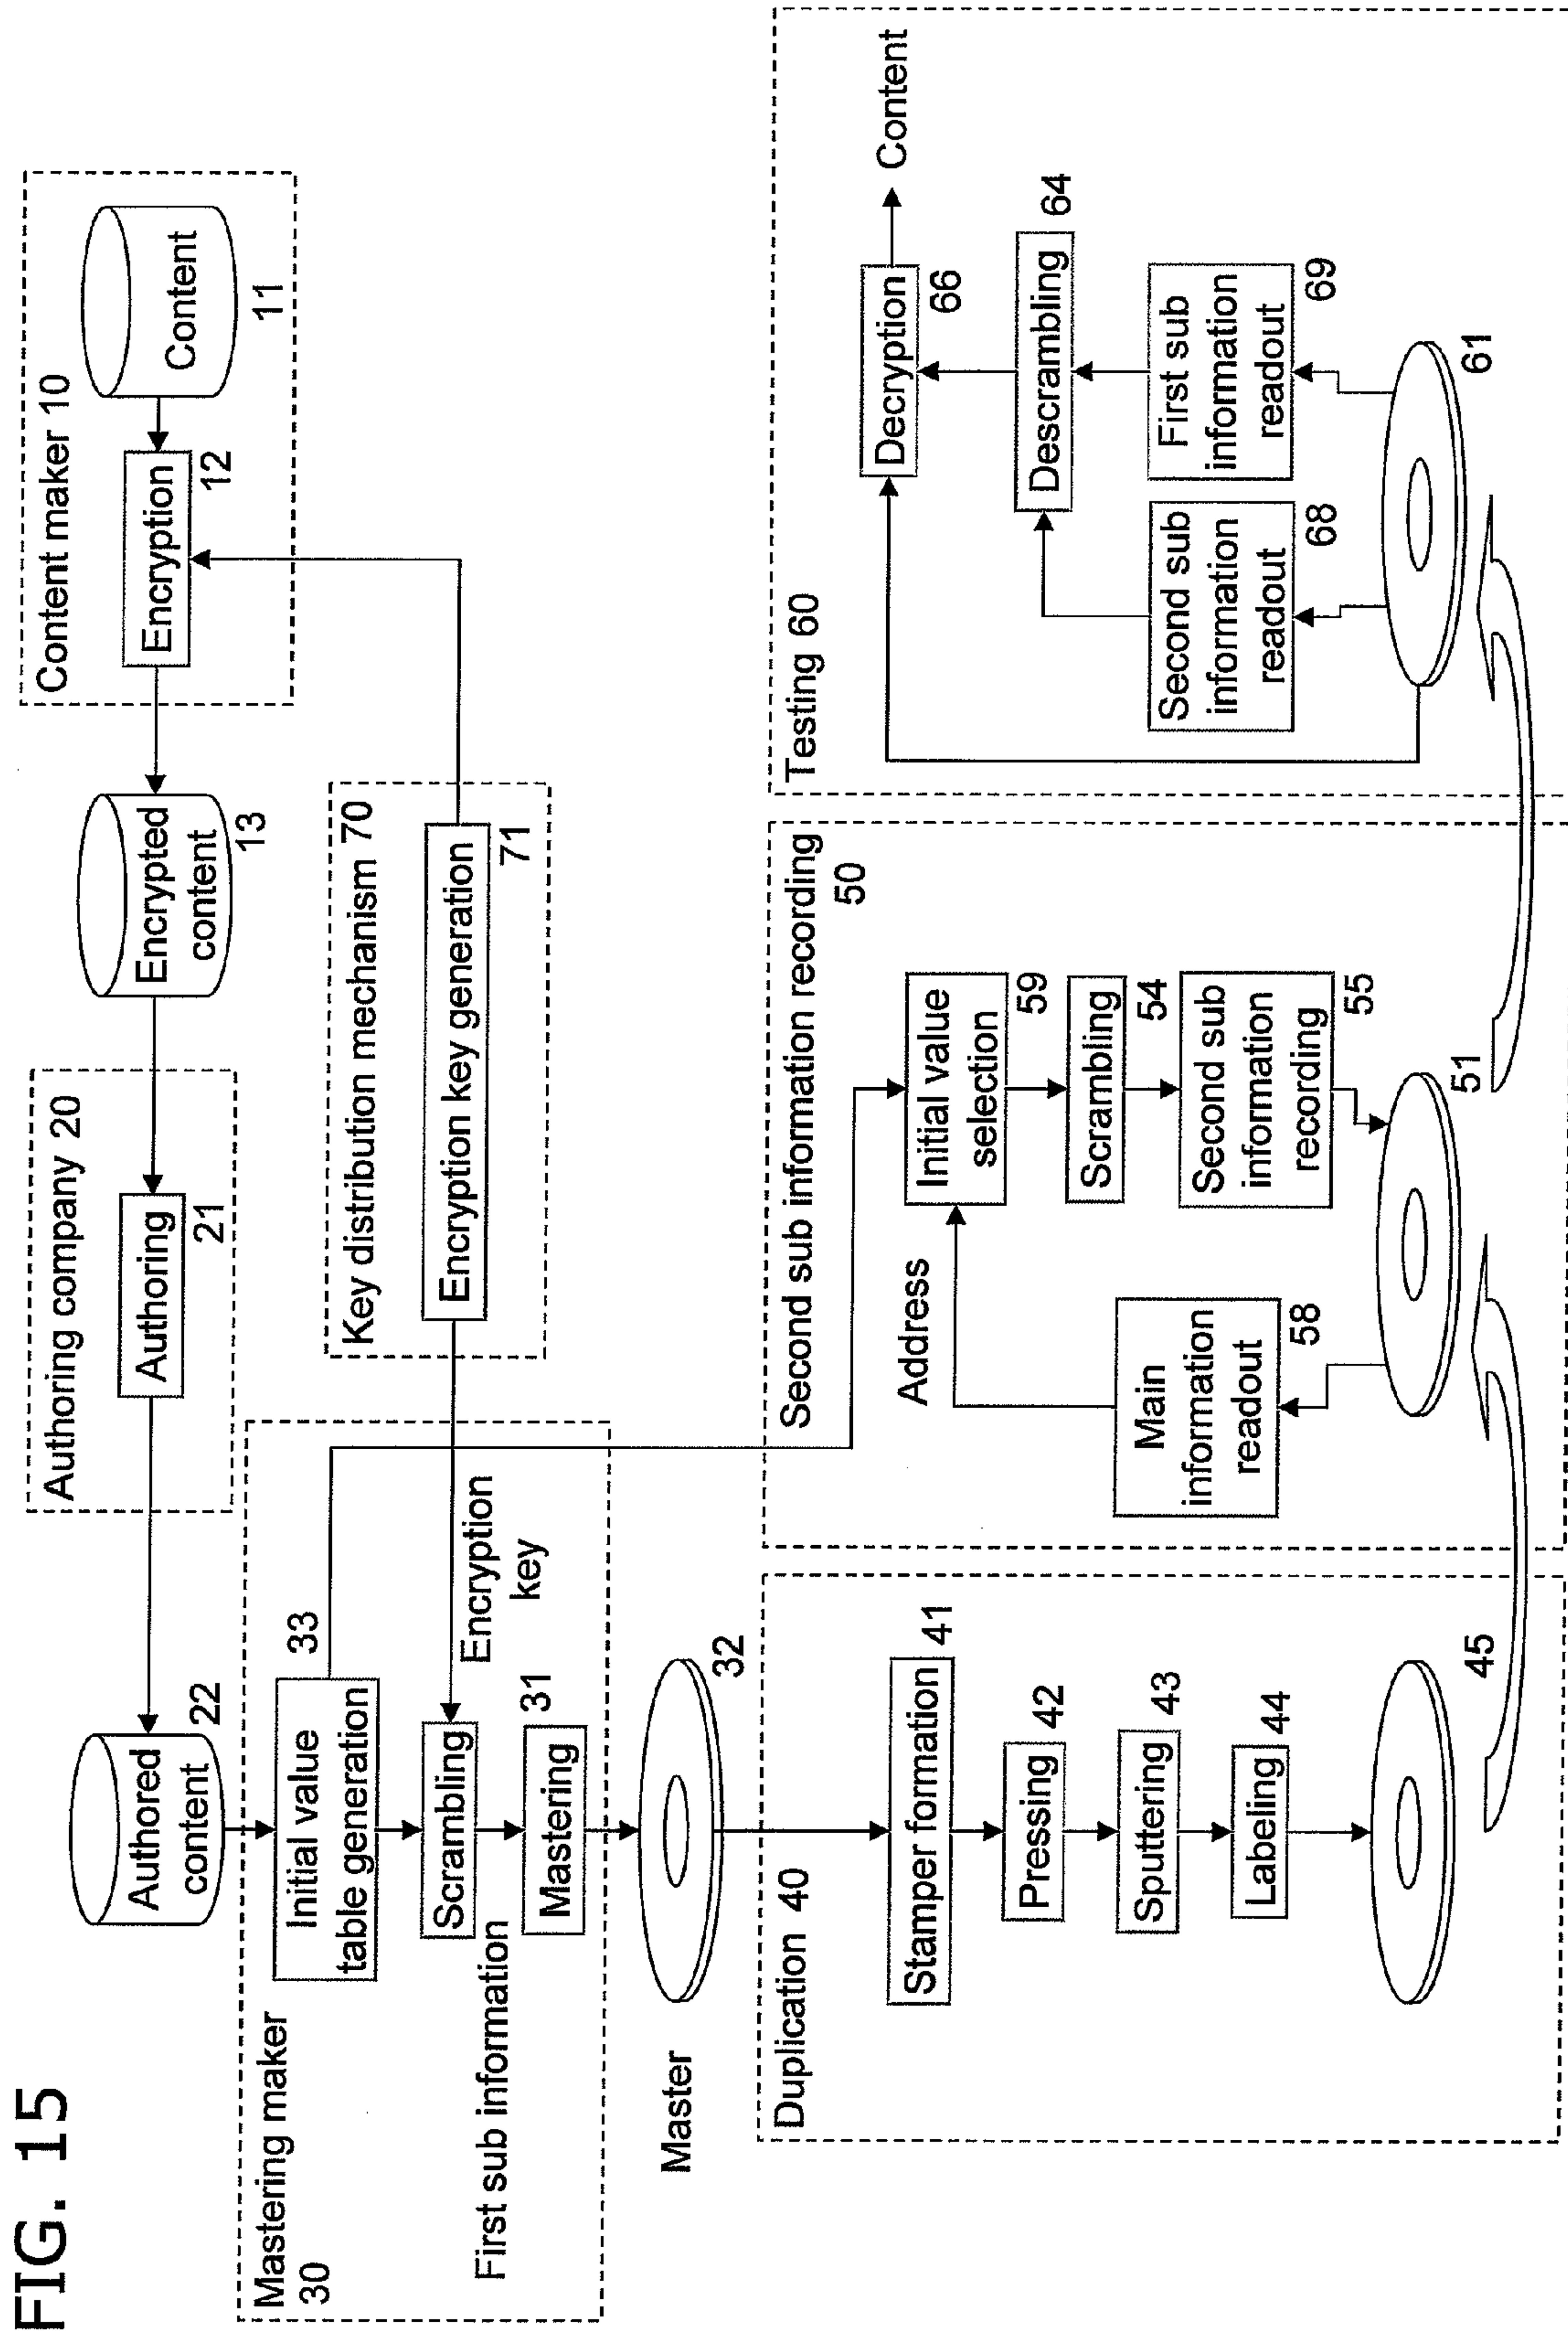 FIG. 15
Content maker 10
Content
11
Encryption
12
Encrypted
content
13
Authoring company 20
Authoring
21
Authored
content
22
Key distribution mechanism 70
Encryption key generation
71
Mastering maker
30
Initial value
table generation
33
Scrambling
Encryption
key
First sub information
Mastering
31
Master
32
Duplication 40
Stamper formation
41
Pressing
42
Sputtering
43
Labeling
44
45
Second sub information recording
50
Address
Initial value
selection
59
Scrambling
54
Second sub
information
recording
55
Main
information
readout
58
51
Testing 60
Content
Decryption
66
Descrambling
64
Second sub
information
readout
68
First sub
information
readout
69
61